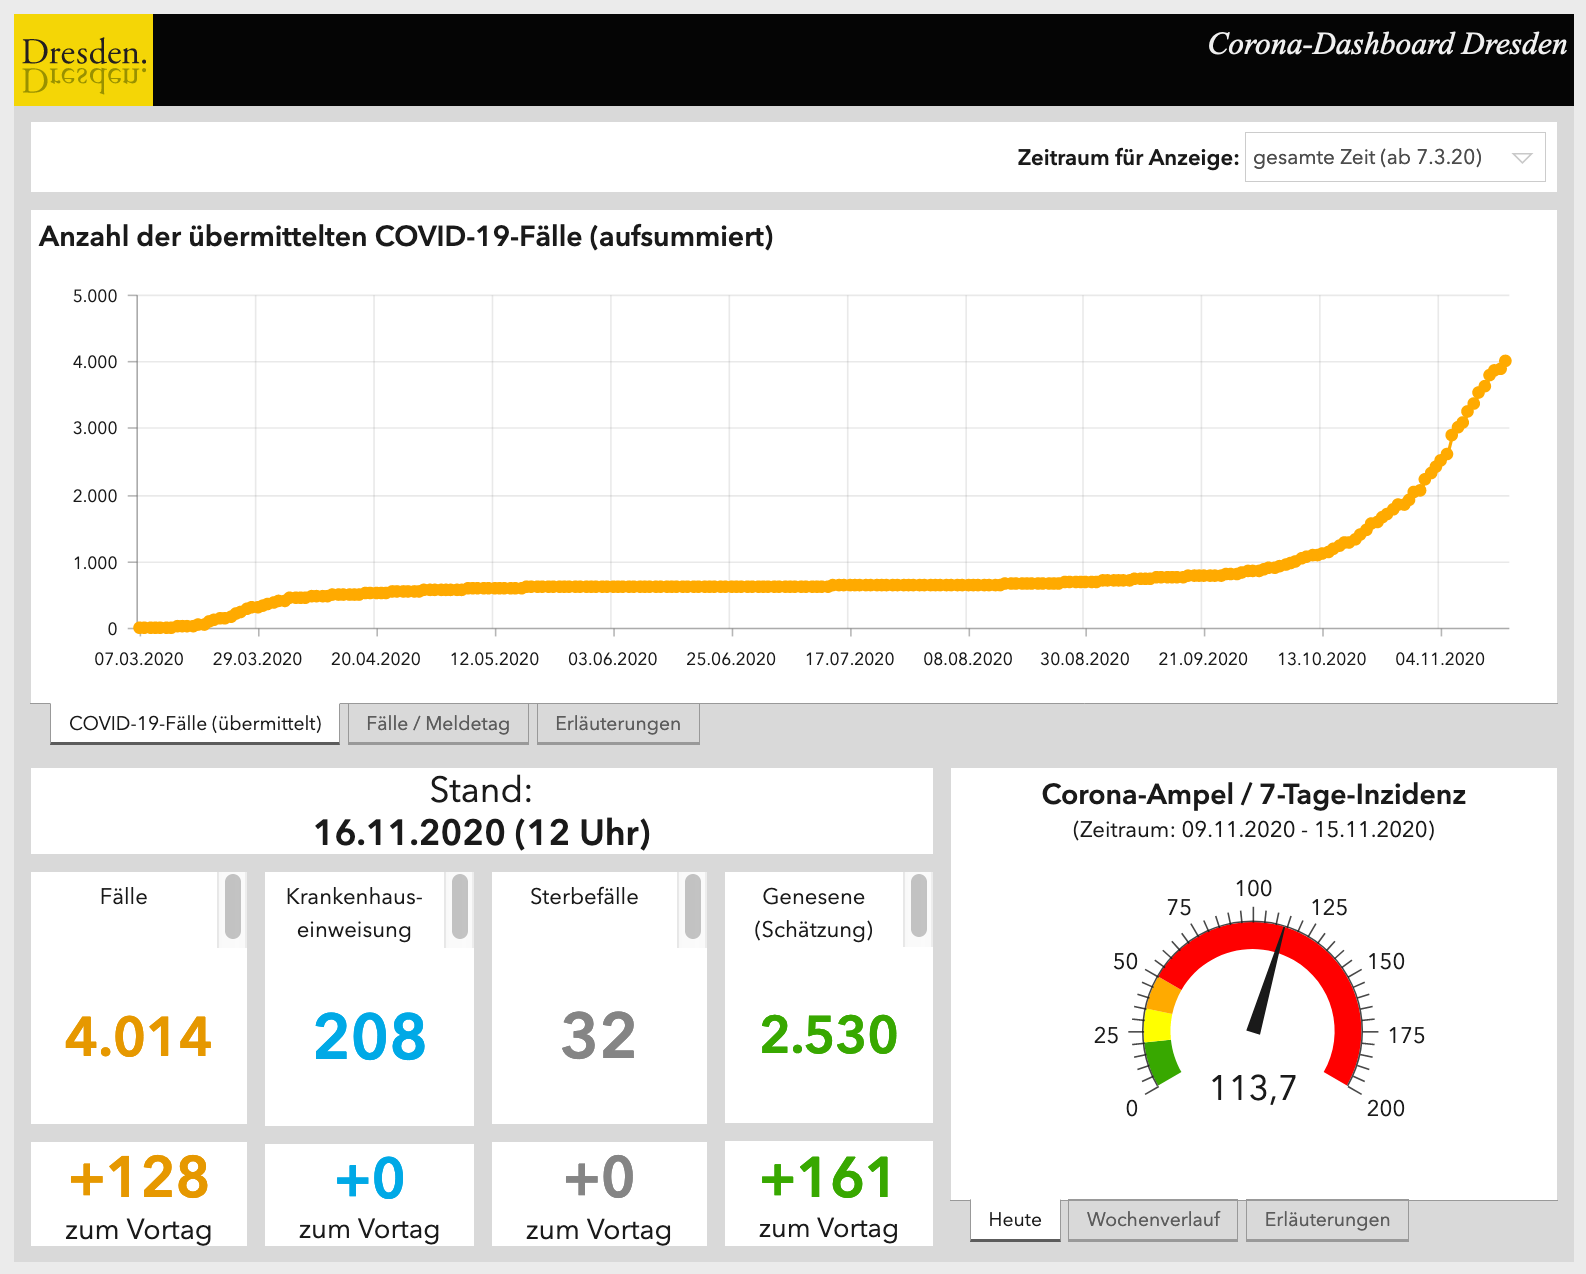 Dresden.
Corona-Dashboard Dresden
Zeitraum für Anzeige: gesamte Zeit (ab 7.3.20)
Anzahl der übermittelten COVID-19-Fälle (aufsummiert)
5.000
4.000
3.000
2.000
1.000
0
07.03.2020 29.03.2020 20.04.2020 12.05.2020 03.06.2020 25.06.2020 17.07.2020 08.08.2020 30.08.2020 21.09.2020 13.10.2020 04.11.2020
COVID-19-Fälle (übermittelt) Fälle / Meldetag Erläuterungen
Stand:
16.11.2020 (12 Uhr)
Fälle
4.014
+128
zum Vortag
Krankenhaus-
einweisung
208
+0
zum Vortag
Sterbefälle
32
+0
zum Vortag
Genesene
(Schätzung)
2.530
+161
zum Vortag
Corona-Ampel / 7-Tage-Inzidenz
(Zeitraum: 09.11.2020 - 15.11.2020)
0
25
50
75
100
125
150
175
200
113,7
Heute Wochenverlauf Erläuterungen